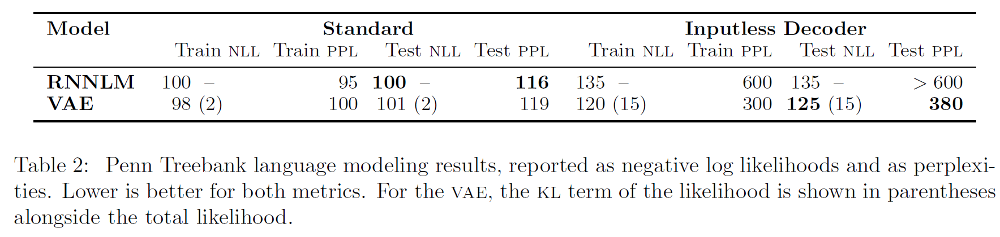 Model Standard Inputless Decoder
Train NLL Train PPL Test NLL Test PPL Train NLL Train PPL Test NLL Test PPL
RNNLM 100 – 95 100 – 116 135 – 600 135 – > 600
VAE 98 (2) 100 101 (2) 119 120 (15) 300 125 (15) 380
Table 2: Penn Treebank language modeling results, reported as negative log likelihoods and as perplexi-
ties. Lower is better for both metrics. For the VAE, the KL term of the likelihood is shown in parentheses
alongside the total likelihood.